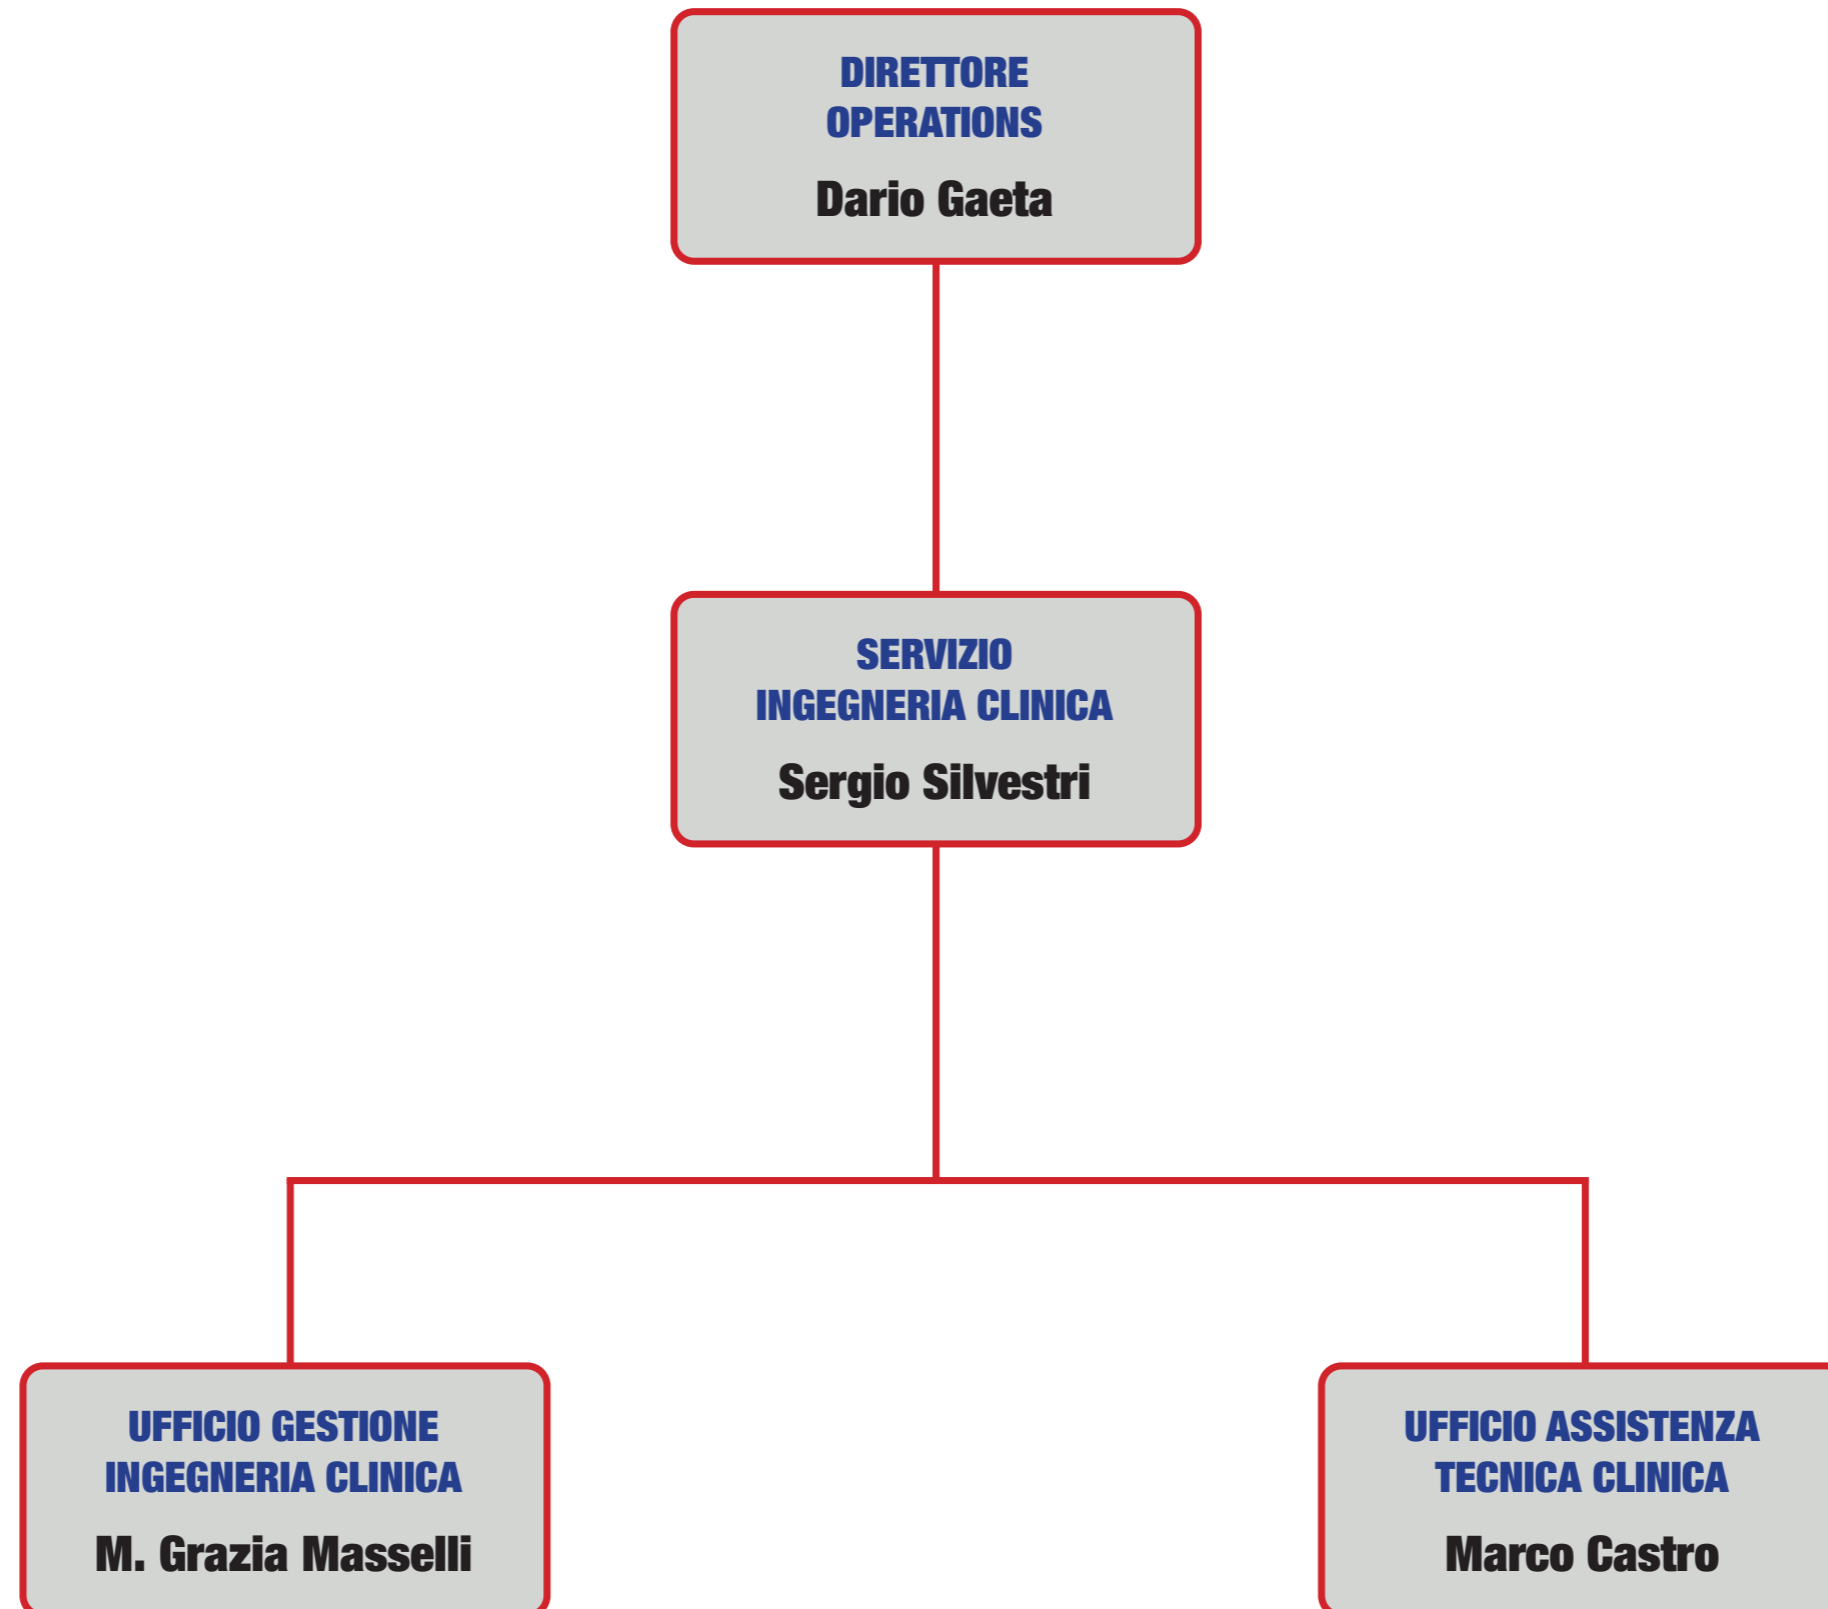 DIRETTORE
OPERATIONS
Dario Gaeta
SERVIZIO
INGEGNERIA CLINICA
Sergio Silvestri
UFFICIO GESTIONE
INGEGNERIA CLINICA
M. Grazia Masselli
UFFICIO ASSISTENZA
TECNICA CLINICA
Marco Castro